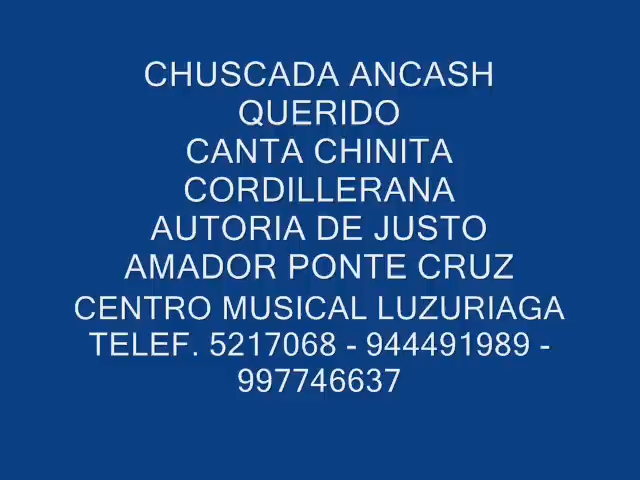 CHUSCADA ANCASH
QUERIDO
CANTA CHINITA
CORDILLERANA
AUTORIA DE JUSTO
AMADOR PONTE CRUZ
CENTRO MUSICAL LUZURIAGA
TELEF. 5217068 - 944491989 -
997746637